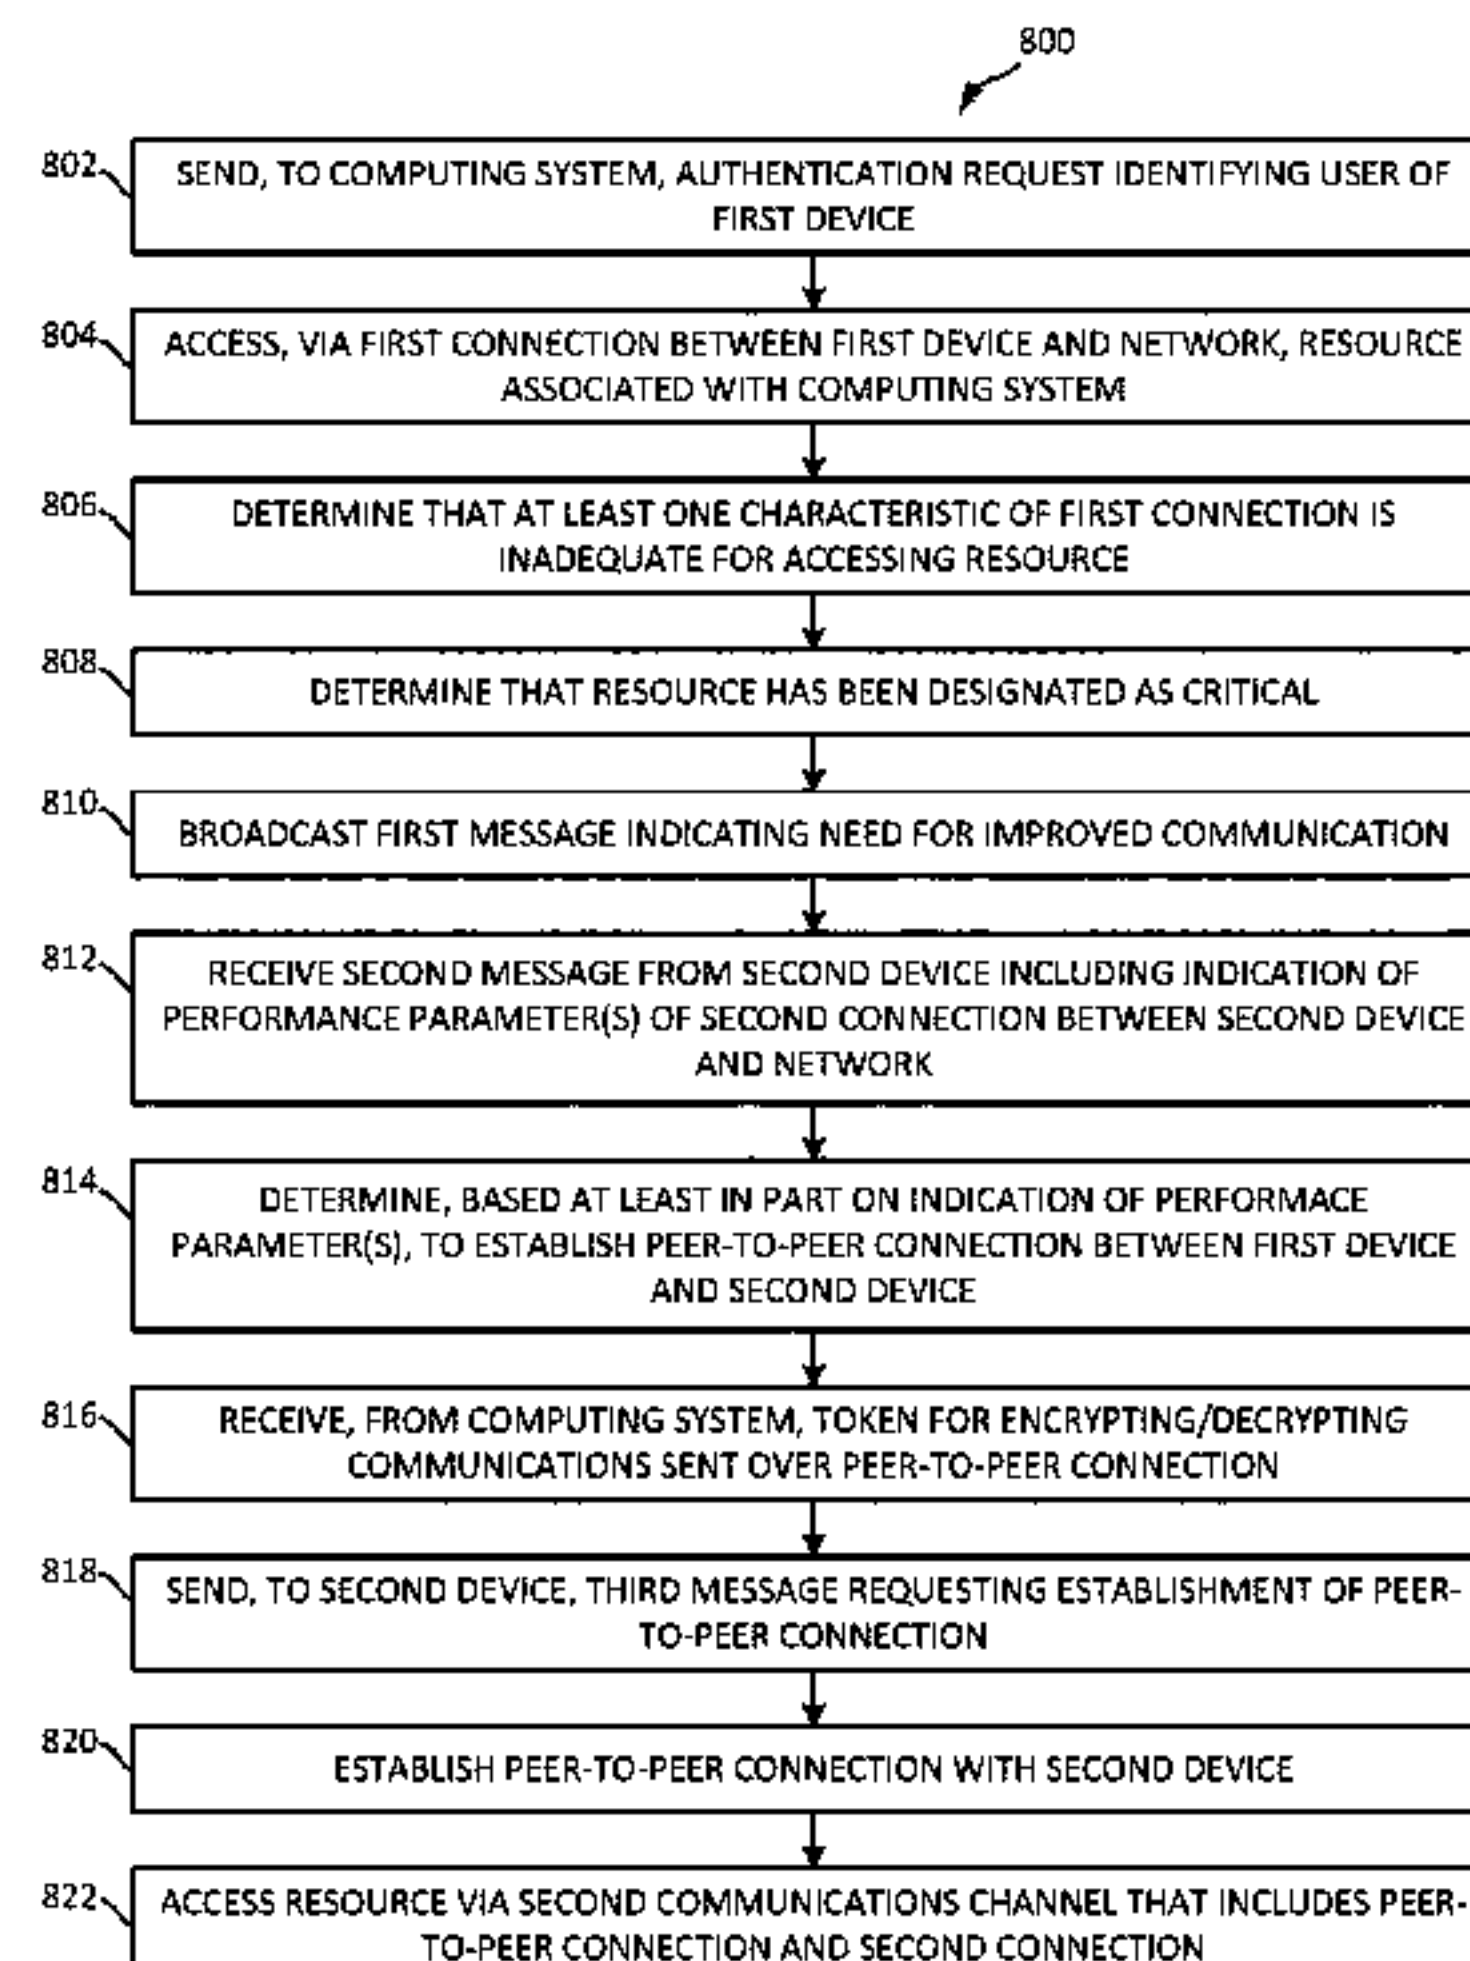 800
802
SEND, TO COMPUTING SYSTEM, AUTHENTICATION REQUEST IDENTIFYING USER OF
FIRST DEVICE
804
ACCESS, VIA FIRST CONNECTION BETWEEN FIRST DEVICE AND NETWORK, RESOURCE
ASSOCIATED WITH COMPUTING SYSTEM
806
DETERMINE THAT AT LEAST ONE CHARACTERISTIC OF FIRST CONNECTION IS
INADEQUATE FOR ACCESSING RESOURCE
808
DETERMINE THAT RESOURCE HAS BEEN DESIGNATED AS CRITICAL
810
BROADCAST FIRST MESSAGE INDICATING NEED FOR IMPROVED COMMUNICATION
812
RECEIVE SECOND MESSAGE FROM SECOND DEVICE INCLUDING INDICATION OF
PERFORMANCE PARAMETER(S) OF SECOND CONNECTION BETWEEN SECOND DEVICE
AND NETWORK
814
DETERMINE, BASED AT LEAST IN PART ON INDICATION OF PERFORMACE
PARAMETER(S), TO ESTABLISH PEER-TO-PEER CONNECTION BETWEEN FIRST DEVICE
AND SECOND DEVICE
816
RECEIVE, FROM COMPUTING SYSTEM, TOKEN FOR ENCRYPTING/DECRYPTING
COMMUNICATIONS SENT OVER PEER-TO-PEER CONNECTION
818
SEND, TO SECOND DEVICE, THIRD MESSAGE REQUESTING ESTABLISHMENT OF PEER-
TO-PEER CONNECTION
820
ESTABLISH PEER-TO-PEER CONNECTION WITH SECOND DEVICE
822
ACCESS RESOURCE VIA SECOND COMMUNICATIONS CHANNEL THAT INCLUDES PEER-
TO-PEER CONNECTION AND SECOND CONNECTION